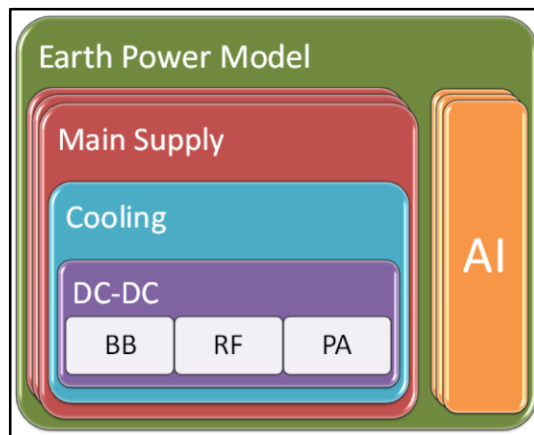 Earth Power Model
Main Supply
Cooling
DC-DC
BB RF PA
AI